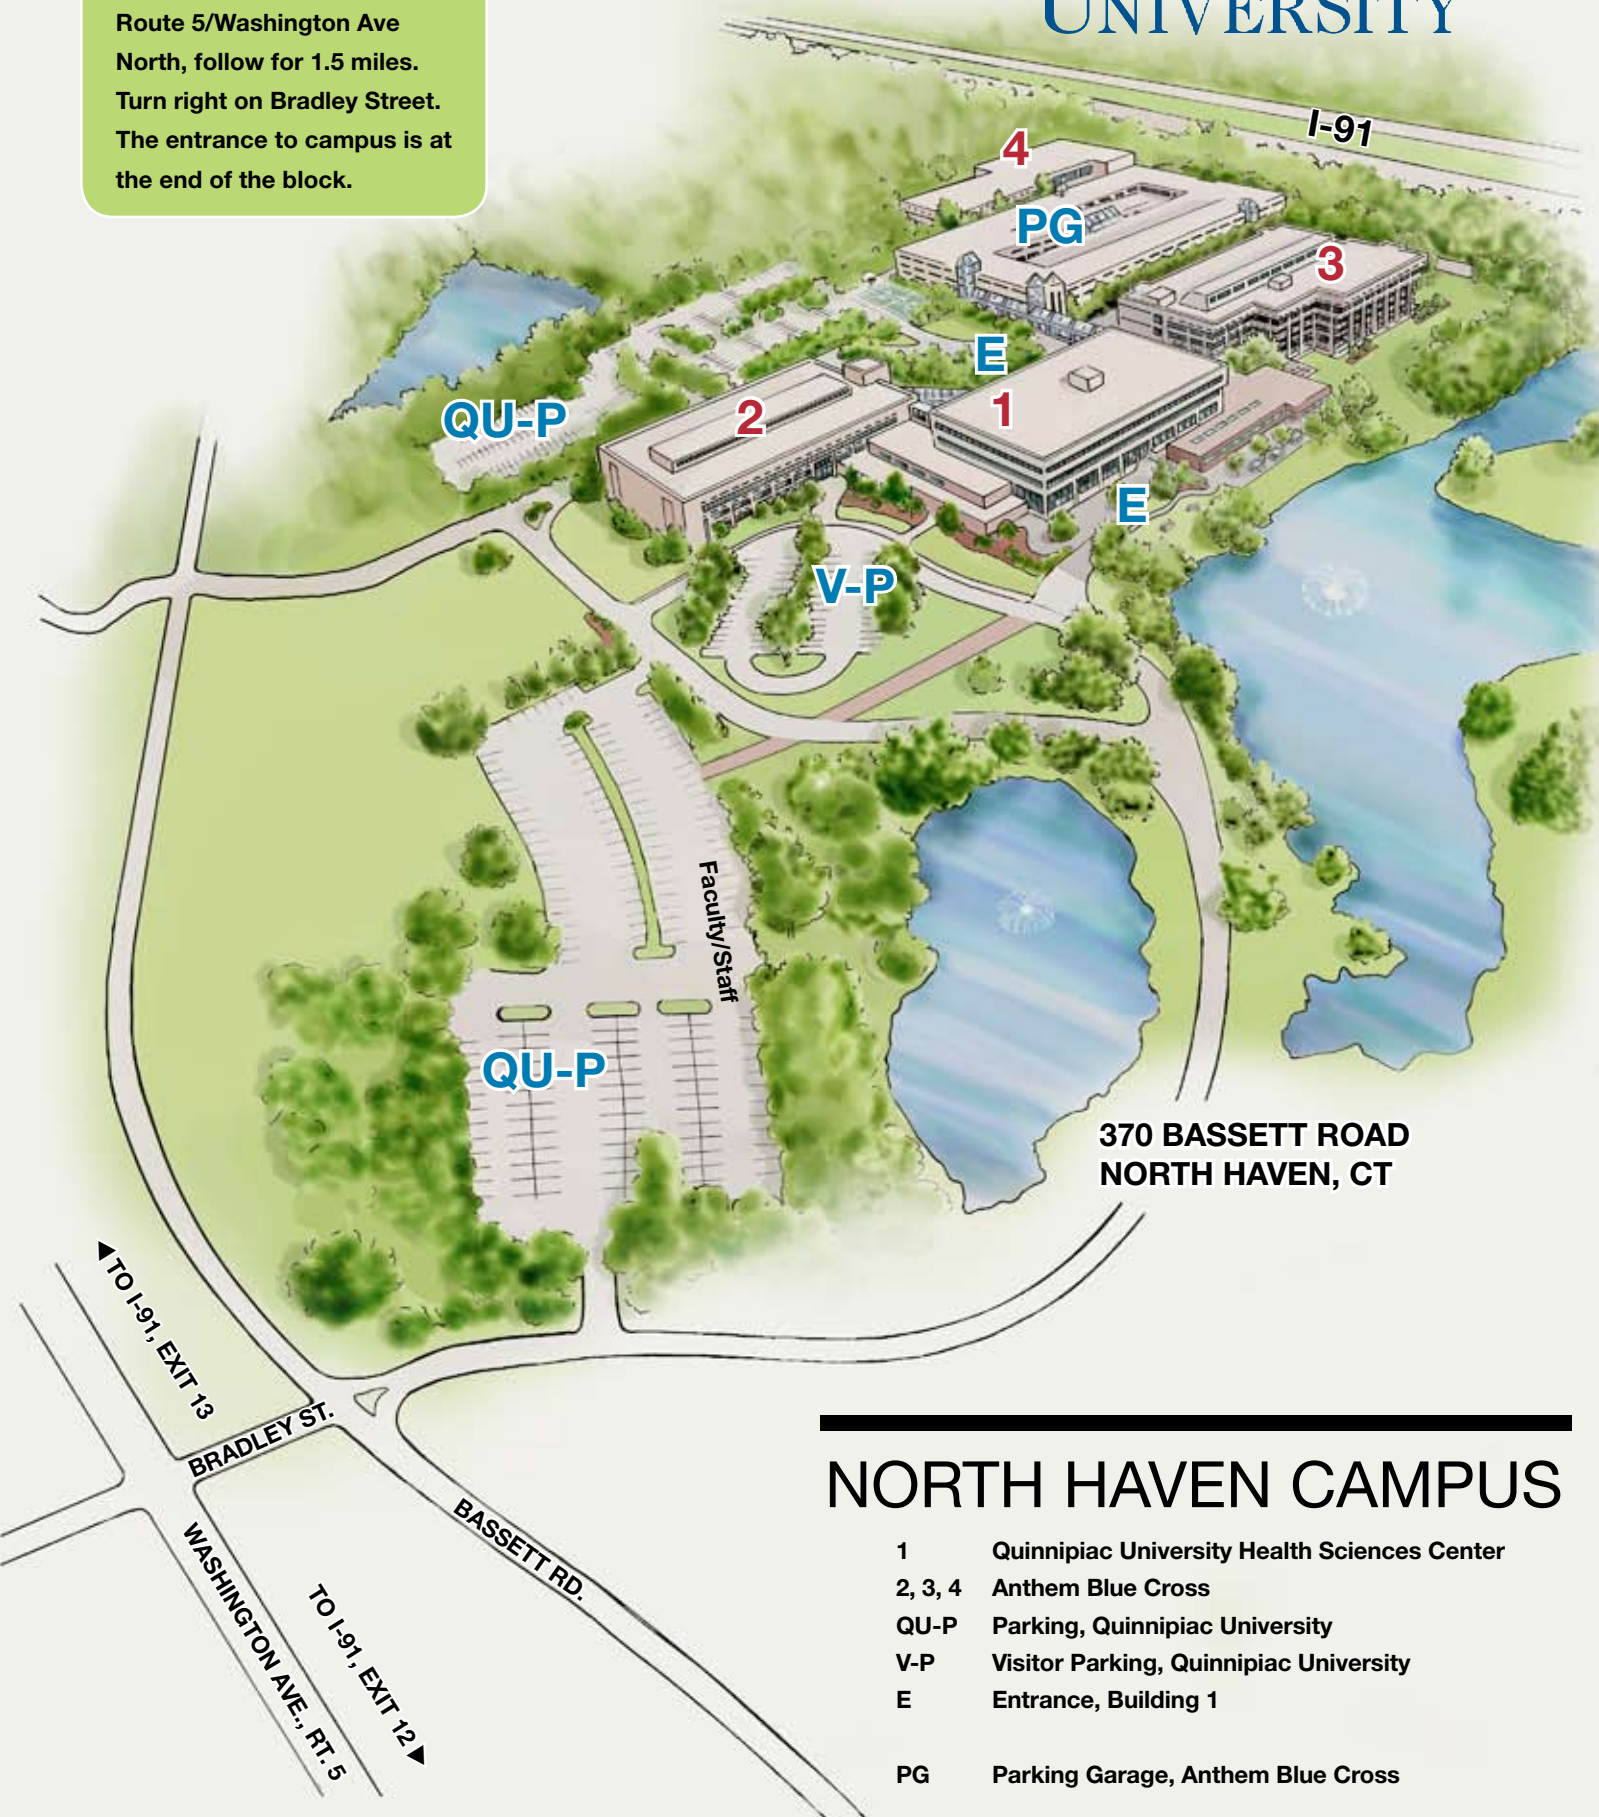 Route 5/Washington Ave
North, follow for 1.5 miles.
Turn right on Bradley Street.
The entrance to campus is at
the end of the block.
UNIVERSITY
I-91
4
PG
3
E
1
2
QU-P
E
V-P
Faculty/Staff
QU-P
370 BASSETT ROAD
NORTH HAVEN, CT
TO I-91, EXIT 13
BRADLEY ST.
BASSETT RD.
WASHINGTON AVE., RT. 5
TO I-91, EXIT 12
NORTH HAVEN CAMPUS
1 Quinnipiac University Health Sciences Center
2, 3, 4 Anthem Blue Cross
QU-P Parking, Quinnipiac University
V-P Visitor Parking, Quinnipiac University
E Entrance, Building 1
PG Parking Garage, Anthem Blue Cross